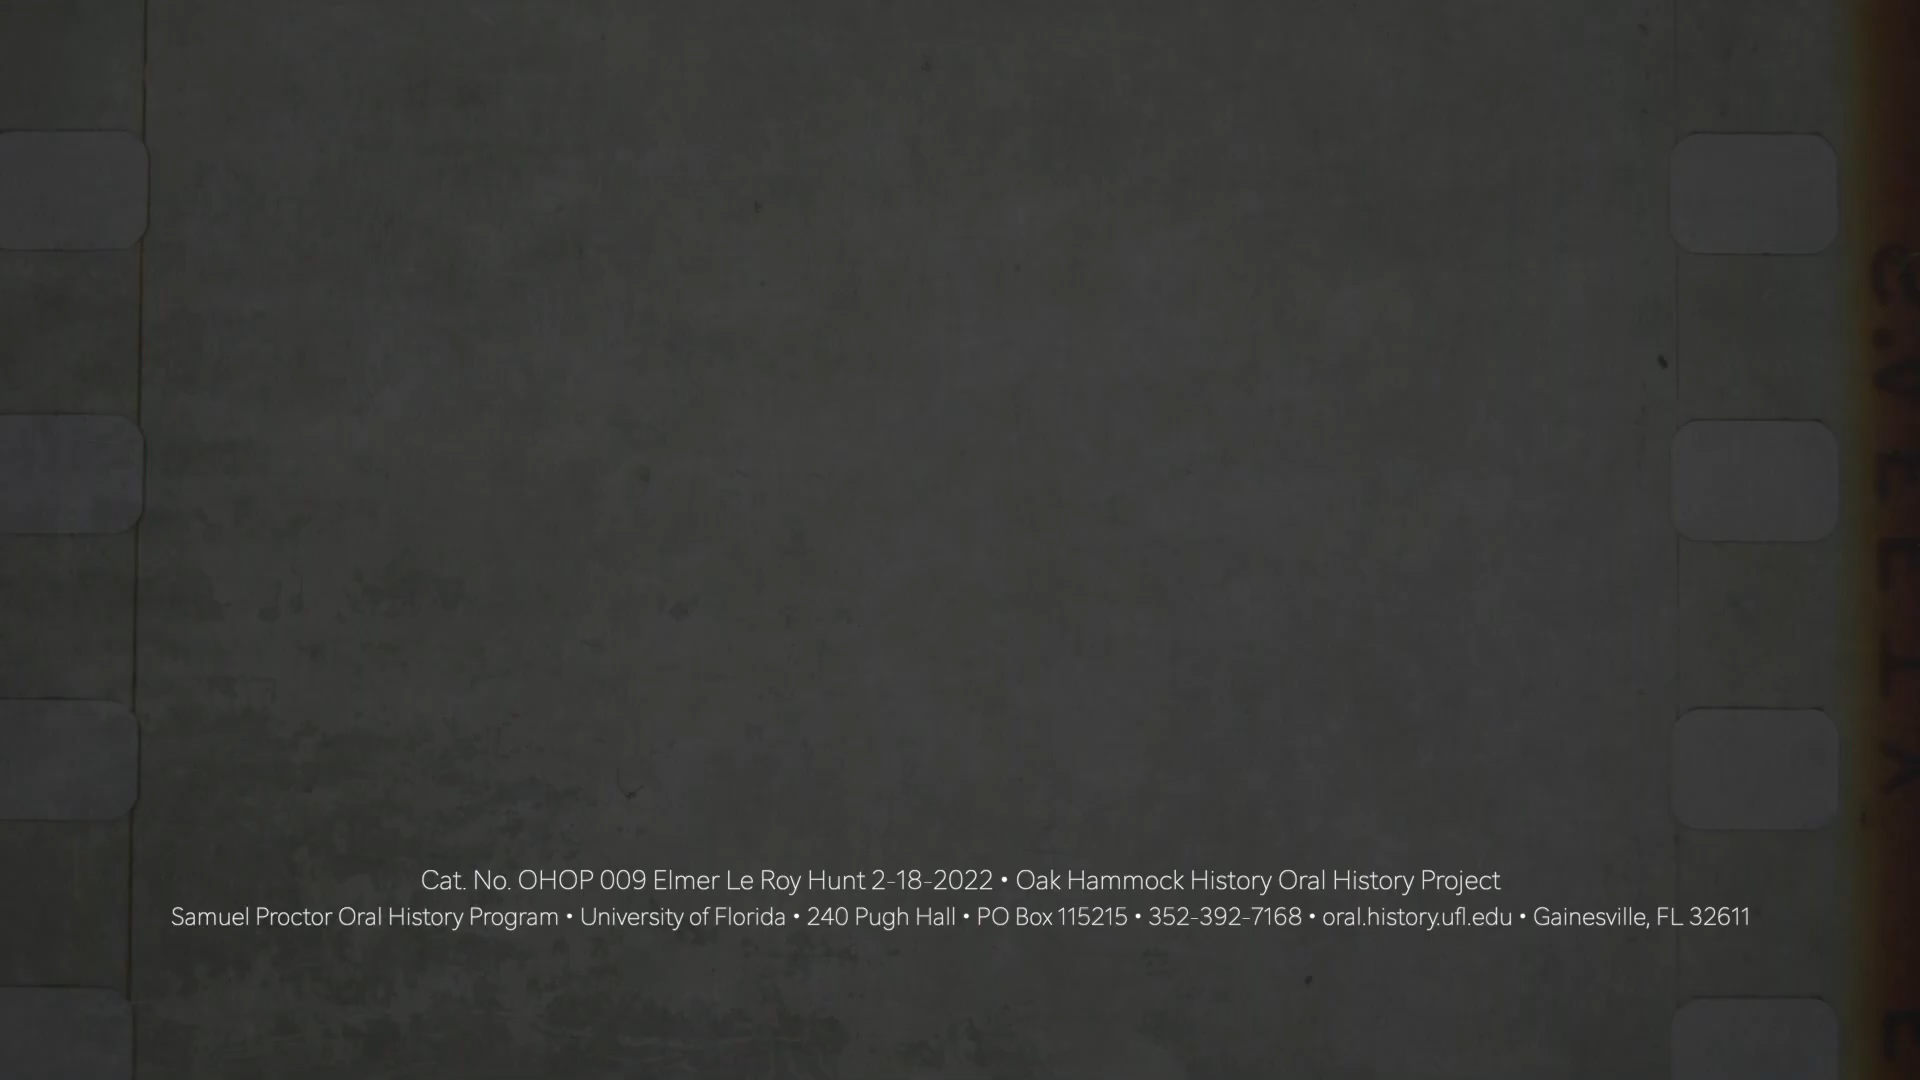 Cat. No. OHOP 009 Elmer Le Roy Hunt 2-18-2022 • Oak Hammock History Oral History Project
Samuel Proctor Oral History Program • University of Florida • 240 Pugh Hall • PO Box 115215 • 352-392-7168 • oral.history.ufl.edu • Gainesville, FL 32611